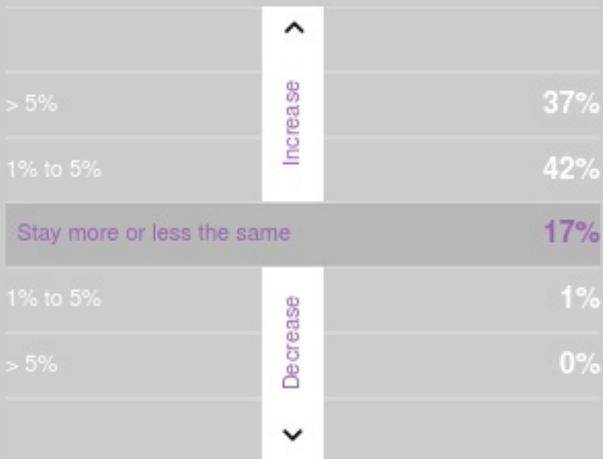 > 5%
37%
Increase
1% to 5%
42%
Stay more or less the same
17%
1% to 5%
1%
Decrease
> 5%
0%